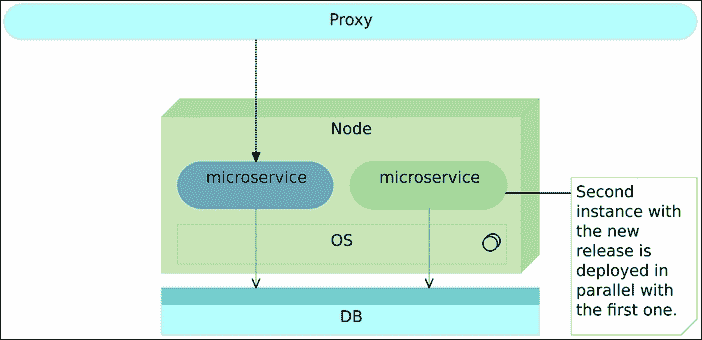 Proxy
Node
microservice
microservice
OS
Second
instance with
the new
release is
deployed in
parallel with
the first one.
DB